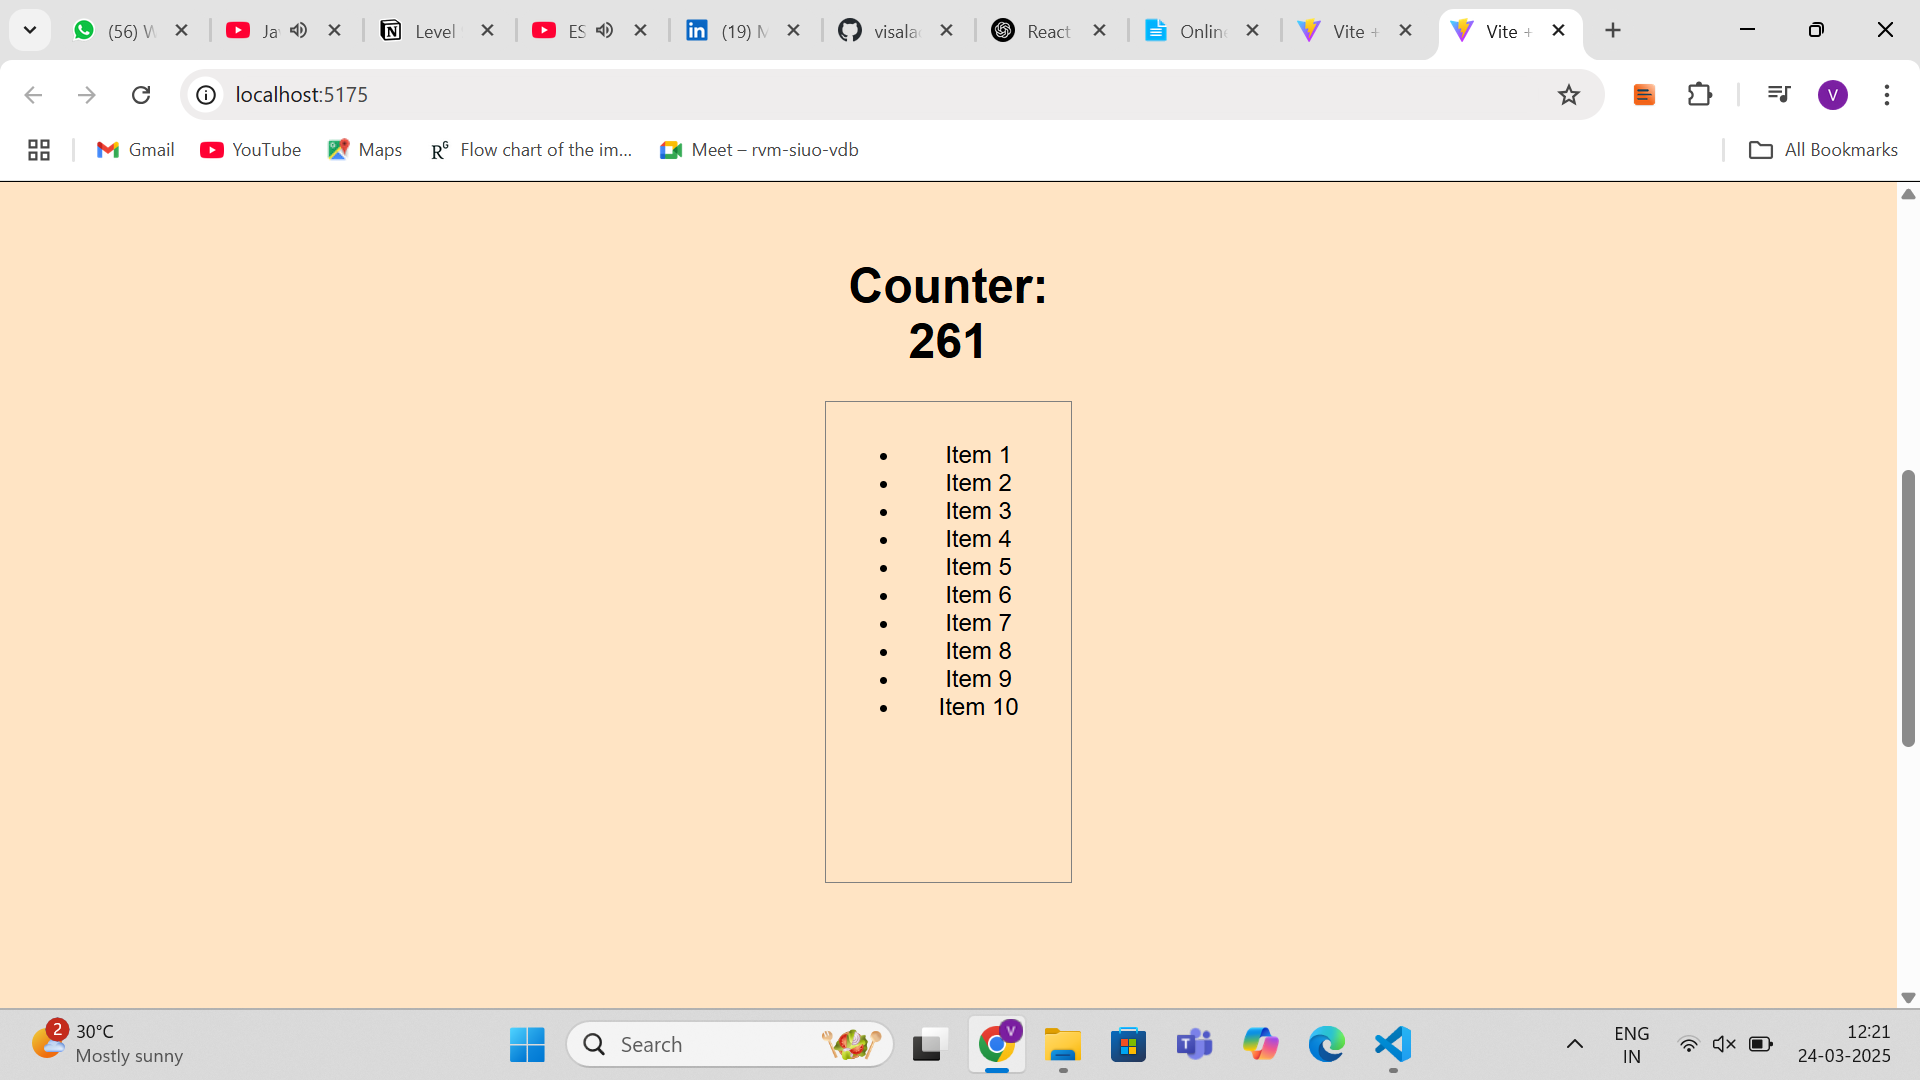 (56) W
Ja
Level
ES
(19) M
visala
React
Online
Vite +
Vite +
localhost:5175
V
Gmail
YouTube
Maps
Flow chart of the im...
Meet – rvm-siuo-vdb
All Bookmarks
Counter:
261
Item 1
Item 2
Item 3
Item 4
Item 5
Item 6
Item 7
Item 8
Item 9
Item 10
2
30°C
Mostly sunny
Search
V
ENG
IN
12:21
24-03-2025